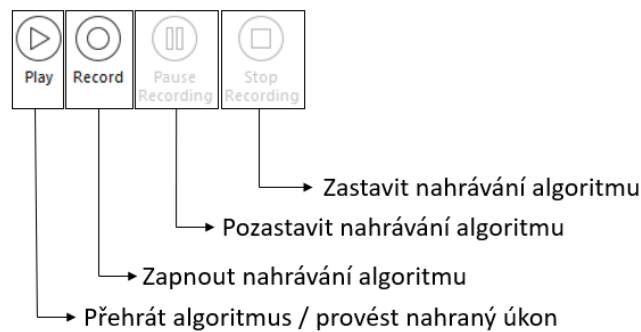 Play Record Pause Recording Stop Recording
Zastavit nahrávání algoritmu
Pozastavit nahrávání algoritmu
Zapnout nahrávání algoritmu
Přehrát algoritmus / provést nahraný úkon